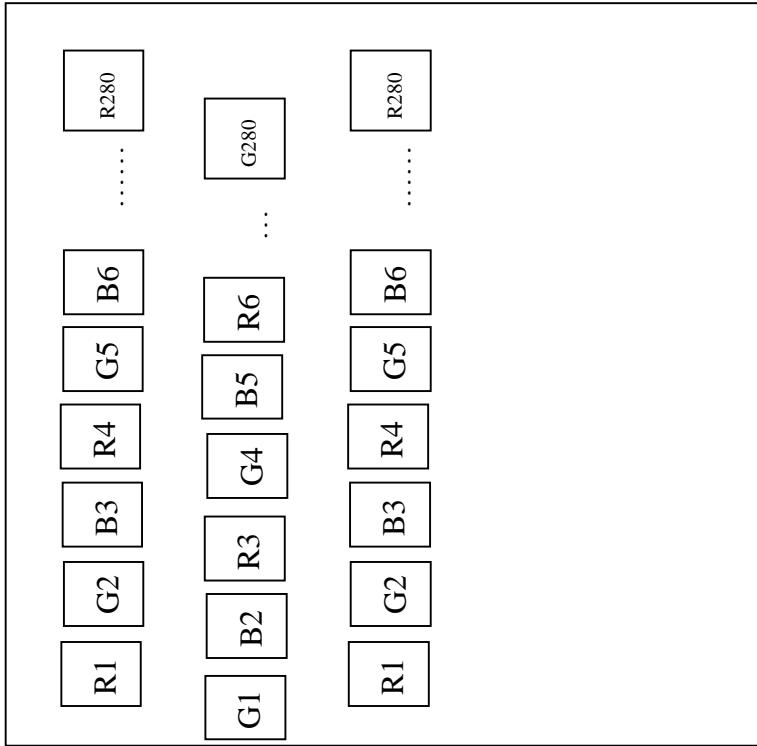 R1 G2 B3 R4 G5 B6 ...... R280
G1 B2 R3 G4 B5 R6 ... G280
R1 G2 B3 R4 G5 B6 ...... R280